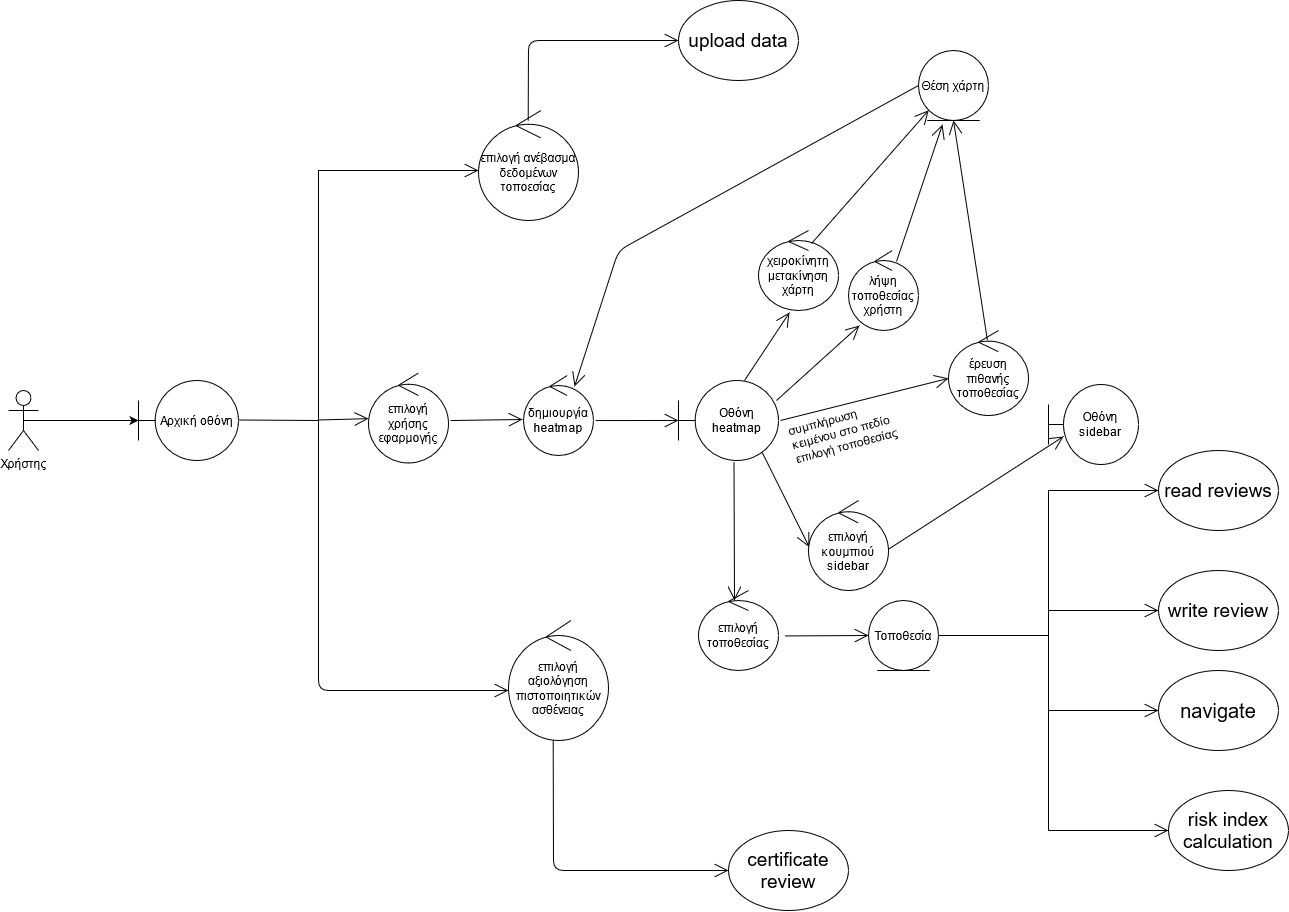 upload data
Θέση χάρτη
επιλογή ανέβασμα
δεδομένων
τοποεσίας
χειροκίνητη
μετακίνηση
χάρτη
λήψη
τοποθεσίας
χρήστη
έρευση
πιθανής
τοποθεσίας
Χρήστης
Αρχική οθόνη
επιλογή
χρήσης
εφαρμογής
δημιουργία
heatmap
Οθόνη
heatmap
συμπλήρωση
κειμένου στο πεδίο
επιλογή τοποθεσίας
Οθόνη
sidebar
read reviews
επιλογή
κουμπιού
sidebar
write review
επιλογή
τοποθεσίας
Τοποθεσία
επιλογή
αξιολόγηση
πιστοποιητικών
ασθένειας
navigate
risk index
calculation
certificate
review